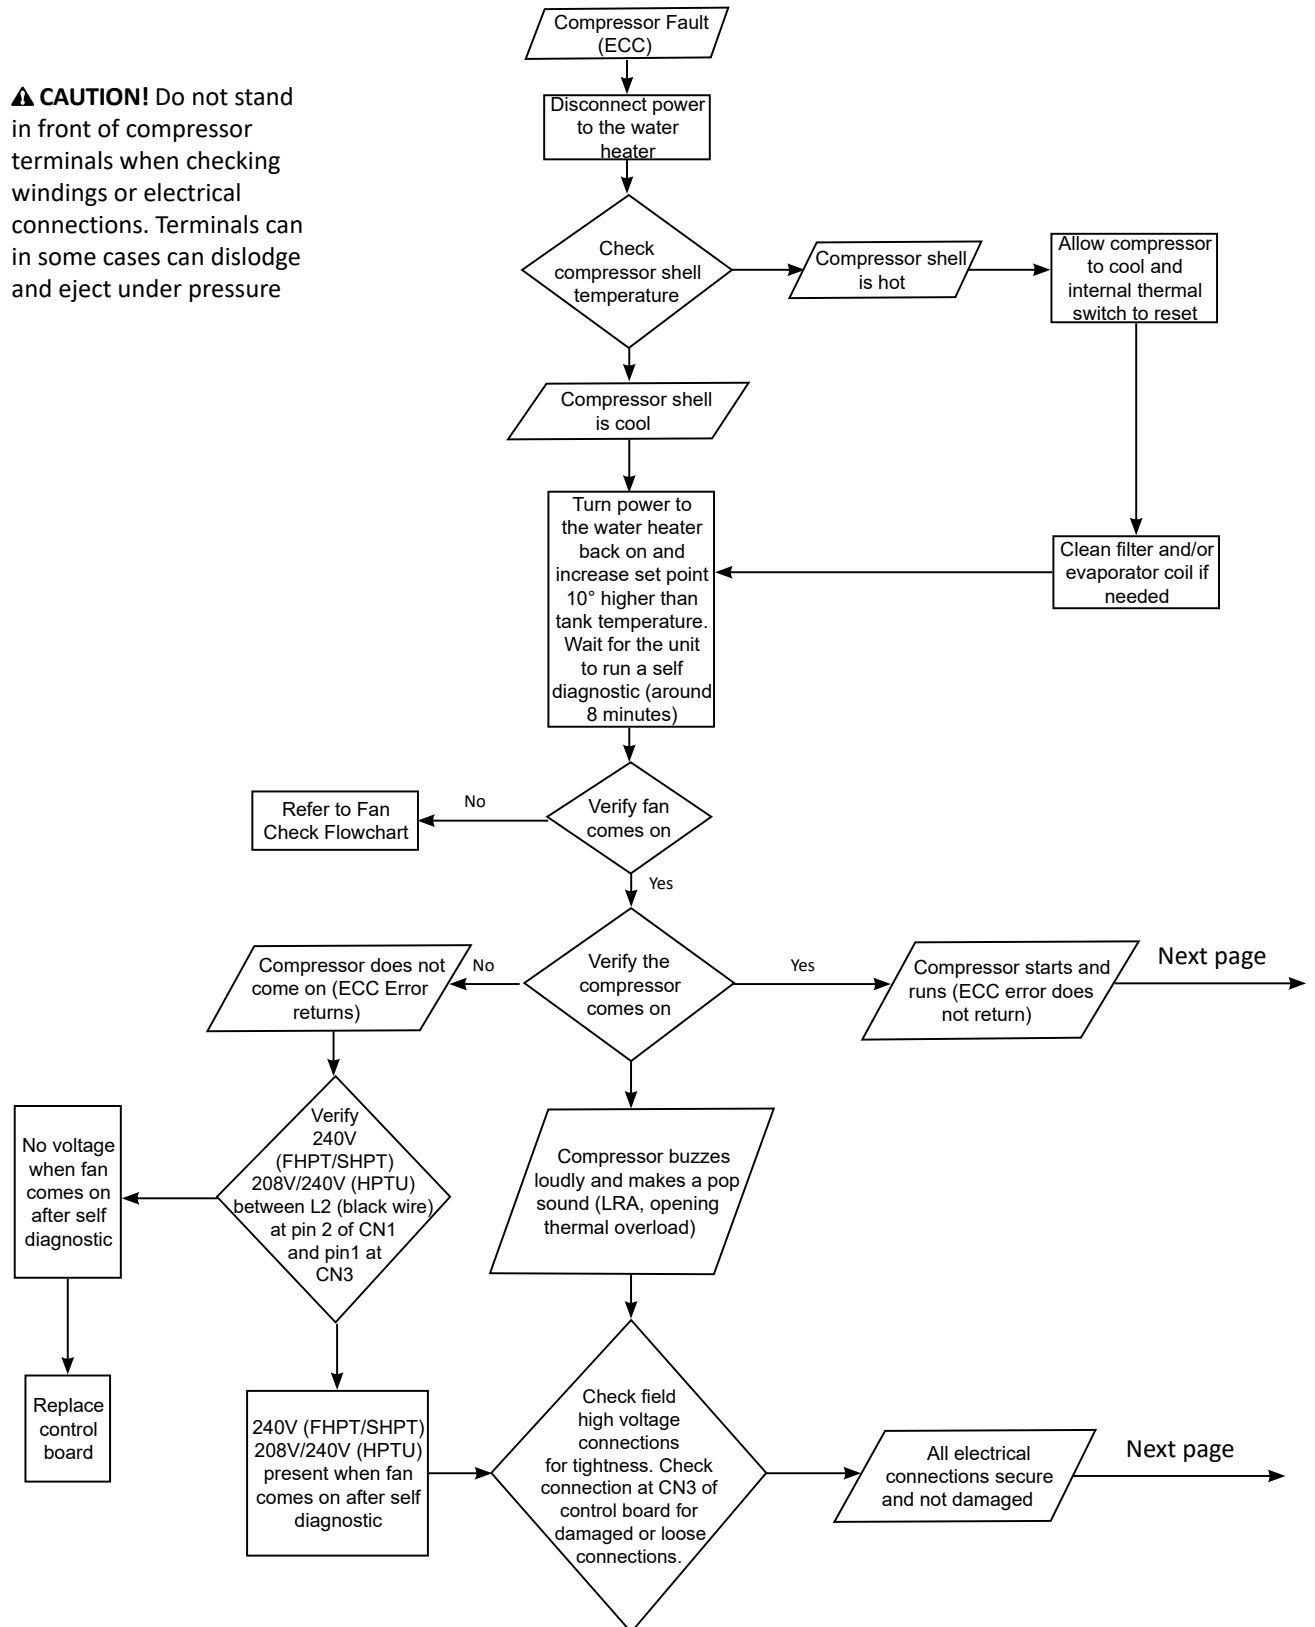 Compressor Fault
(ECC)
⚠ CAUTION! Do not stand
in front of compressor
terminals when checking
windings or electrical
connections. Terminals can
in some cases can dislodge
and eject under pressure
Disconnect power
to the water
heater
Check
compressor shell
temperature
Compressor shell
is hot
Allow compressor
to cool and
internal thermal
switch to reset
Compressor shell
is cool
Turn power to
the water heater
back on and
increase set point
10° higher than
tank temperature.
Wait for the unit
to run a self
diagnostic (around
8 minutes)
Clean filter and/or
evaporator coil if
needed
Verify fan
comes on
No
Refer to Fan
Check Flowchart
Yes
Verify the
compressor
comes on
No
Compressor does not
come on (ECC Error
returns)
Yes
Compressor starts and
runs (ECC error does
not return)
Next page
Verify
240V
(FHPT/SHPT)
208V/240V (HPTU)
between L2 (black wire)
at pin 2 of CN1
and pin1 at
CN3
No voltage
when fan
comes on
after self
diagnostic
Replace
control
board
Compressor buzzes
loudly and makes a pop
sound (LRA, opening
thermal overload)
240V (FHPT/SHPT)
208V/240V (HPTU)
present when fan
comes on after self
diagnostic
Check field
high voltage
connections
for tightness. Check
connection at CN3 of
control board for
damaged or loose
connections.
All electrical
connections secure
and not damaged
Next page